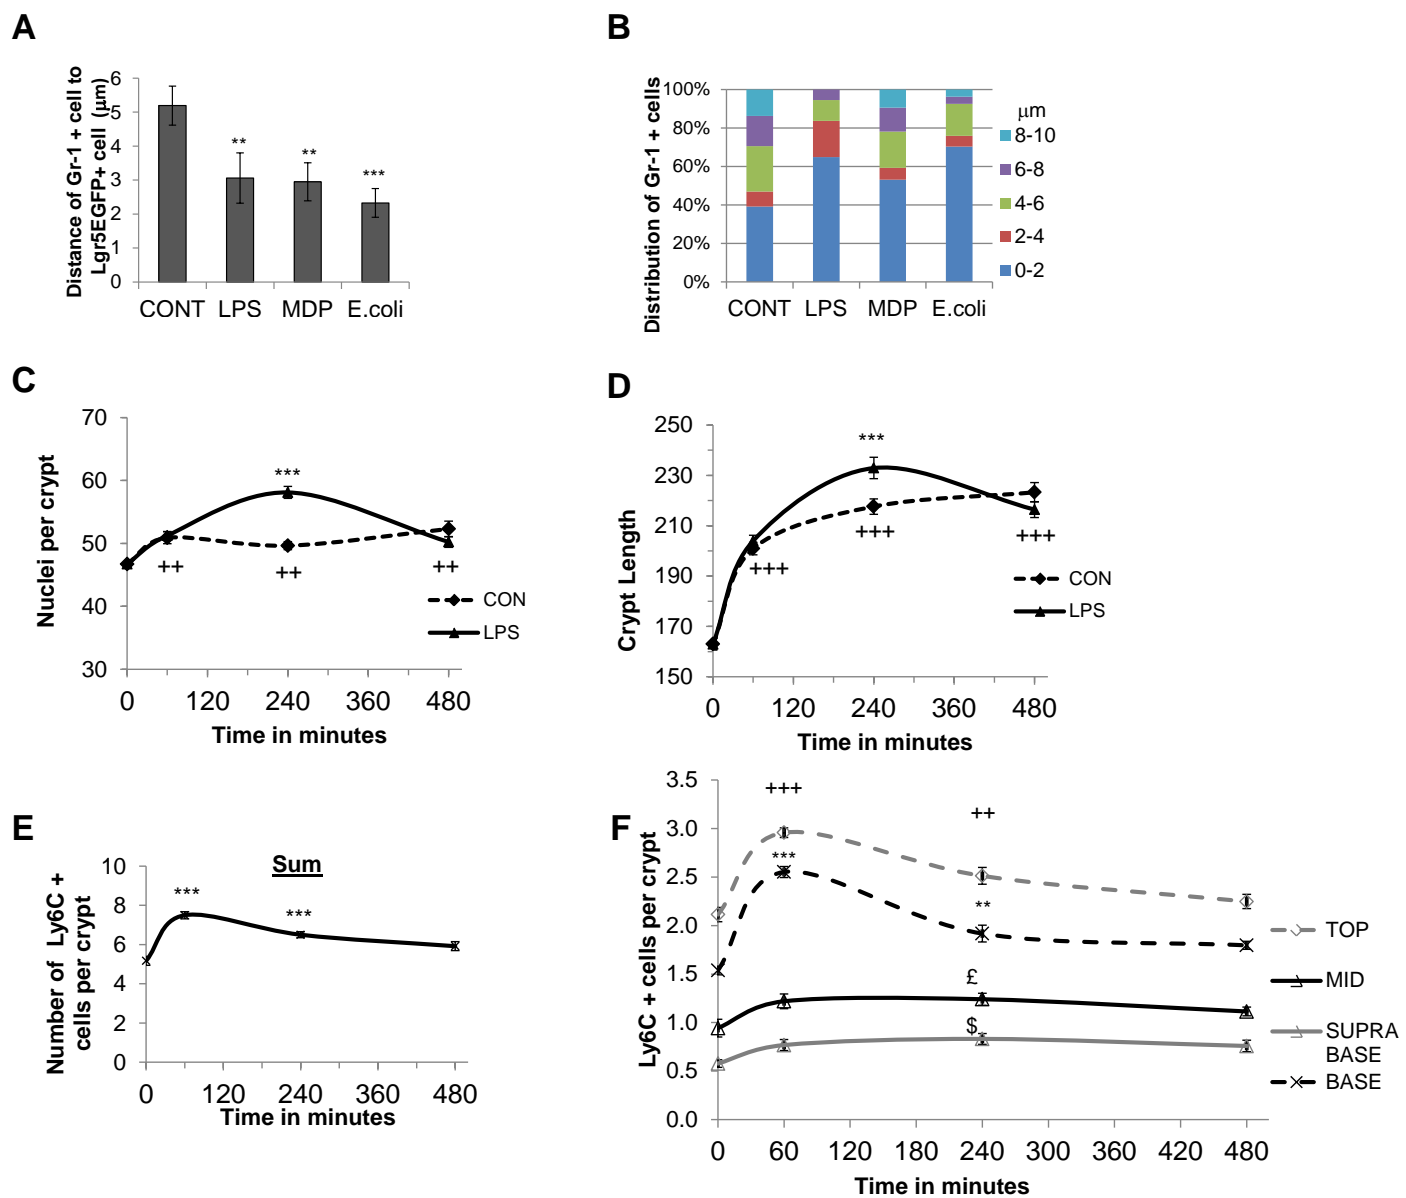 A
Distance of Gr-1 + cell to
Lgr5EGFP+ cell (μm)
6
5
4
3
2
1
0
**
**
***
CONT LPS MDP E.coli
B
Distribution of Gr-1 + cells
100%
80%
60%
40%
20%
0%
CONT LPS MDP E.coli
μm
8-10
6-8
4-6
2-4
0-2
C
Nuclei per crypt
70
60
50
40
30
***
++
++
++
CON
LPS
0 120 240 360 480
Time in minutes
D
Crypt Length
250
230
210
190
170
150
***
+++
+++
+++
CON
LPS
0 120 240 360 480
Time in minutes
E
Sum
Number of Ly6C +
cells per crypt
10
8
6
4
2
0
***
***
0 120 240 360 480
Time in minutes
F
Ly6C + cells per crypt
3.5
3.0
2.5
2.0
1.5
1.0
0.5
0.0
+++
++
***
**
£
$
TOP
MID
SUPRA
BASE
BASE
0 60 120 180 240 300 360 420 480
Time in minutes